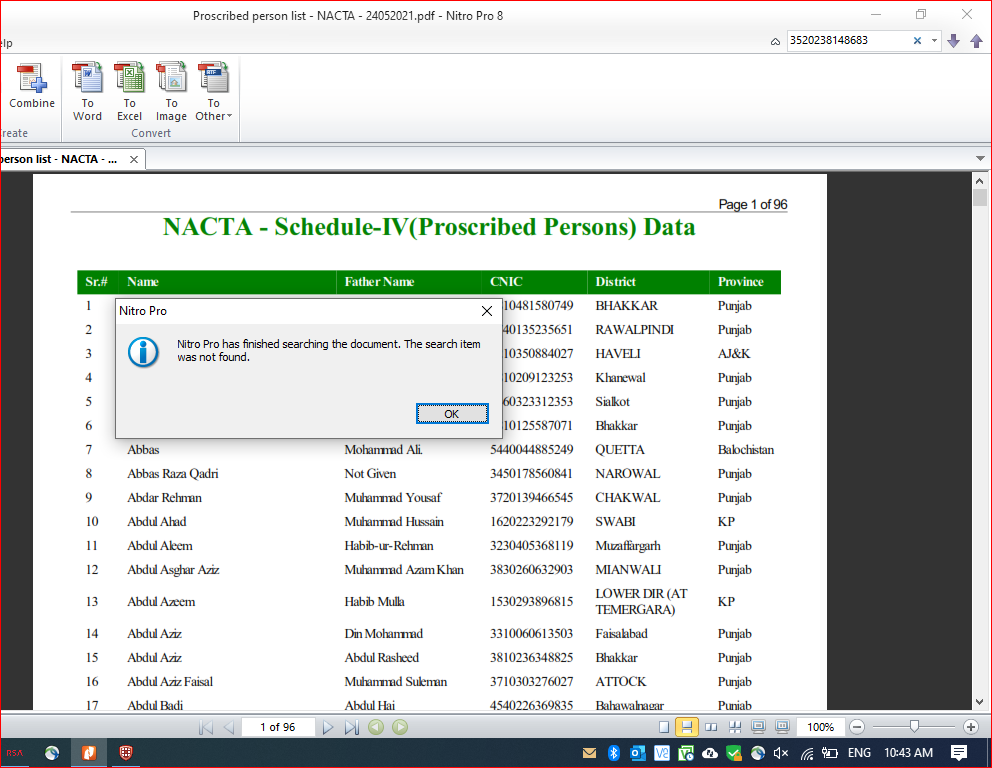 Proscribed person list - NACTA - 24052021.pdf - Nitro Pro 8
elp
3520238148683
Combine
To Word
To Excel
To Image
To Other
reate
Convert
person list - NACTA - ...
Page 1 of 96
NACTA - Schedule-IV(Proscribed Persons) Data
Sr.# Name Father Name CNIC District Province
1 10481580749 BHAKKAR Punjab
2 40135235651 RAWALPINDI Punjab
3 10350884027 HAVELI AJ&K
4 10209123253 Khanewal Punjab
5 60323312353 Sialkot Punjab
6 10125587071 Bhakkar Punjab
Nitro Pro
Nitro Pro has finished searching the document. The search item
was not found.
OK
7 Abbas Mohammad Ali. 5440044885249 QUETTA Balochistan
8 Abbas Raza Qadri Not Given 3450178560841 NAROWAL Punjab
9 Abdar Rehman Muhammad Yousaf 3720139466545 CHAKWAL Punjab
10 Abdul Ahad Muhammad Hussain 1620223292179 SWABI KP
11 Abdul Aleem Habib-ur-Rehman 3230405368119 Muzaffargarh Punjab
12 Abdul Asghar Aziz Muhammad Azam Khan 3830260632903 MIANWALI Punjab
13 Abdul Azeem Habib Mulla 1530293896815 LOWER DIR (AT TEMERGARA) KP
14 Abdul Aziz Din Mohammad 3310060613503 Faisalabad Punjab
15 Abdul Aziz Abdul Rasheed 3810236348825 Bhakkar Punjab
16 Abdul Aziz Faisal Muhammad Suleman 3710303276027 ATTOCK Punjab
17 Abdul Badi Abdul Hai 4540226369835 Bahawalnagar Punjab
1 of 96
100%
RSA
ENG 10:43 AM